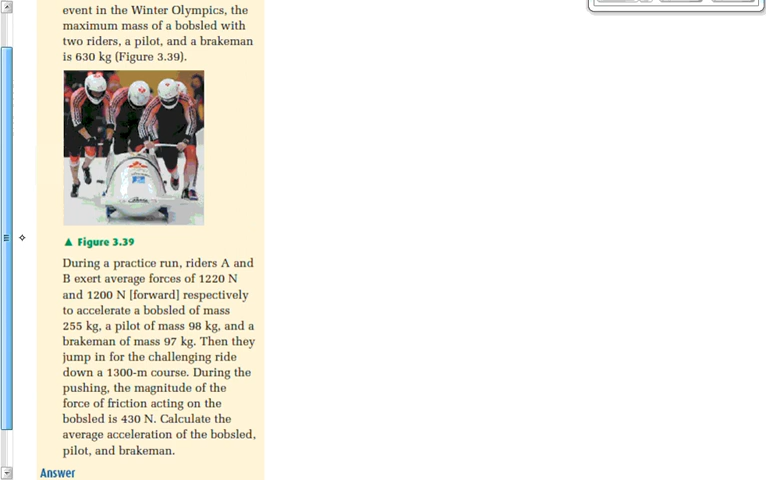 event in the Winter Olympics, the
maximum mass of a bobsled with
two riders, a pilot, and a brakeman
is 630 kg (Figure 3.39).
▲ Figure 3.39
During a practice run, riders A and
B exert average forces of 1220 N
and 1200 N [forward] respectively
to accelerate a bobsled of mass
255 kg, a pilot of mass 98 kg, and a
brakeman of mass 97 kg. Then they
jump in for the challenging ride
down a 1300-m course. During the
pushing, the magnitude of the
force of friction acting on the
bobsled is 430 N. Calculate the
average acceleration of the bobsled,
pilot, and brakeman.
Answer